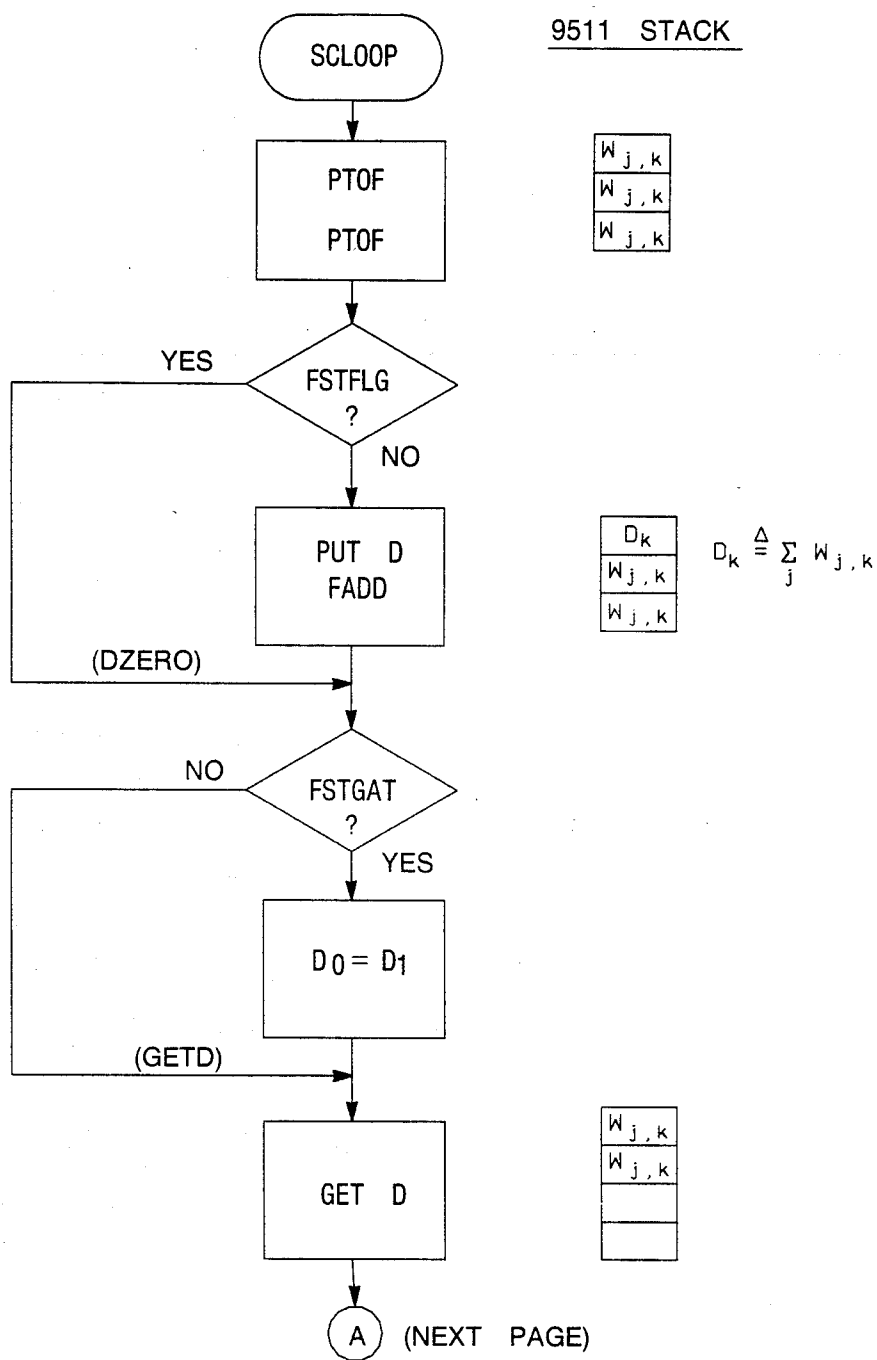 9511 STACK
SCLOOP
PTOF
PTOF
W j,k
W j,k
W j,k
YES
FSTFLG
?
NO
PUT D
FADD
D k
W j,k
W j,k
D k ≜ Σ j W j,k
(DZERO)
NO
FSTGAT
?
YES
D 0 = D 1
(GETD)
GET D
W j,k
W j,k
A (NEXT PAGE)